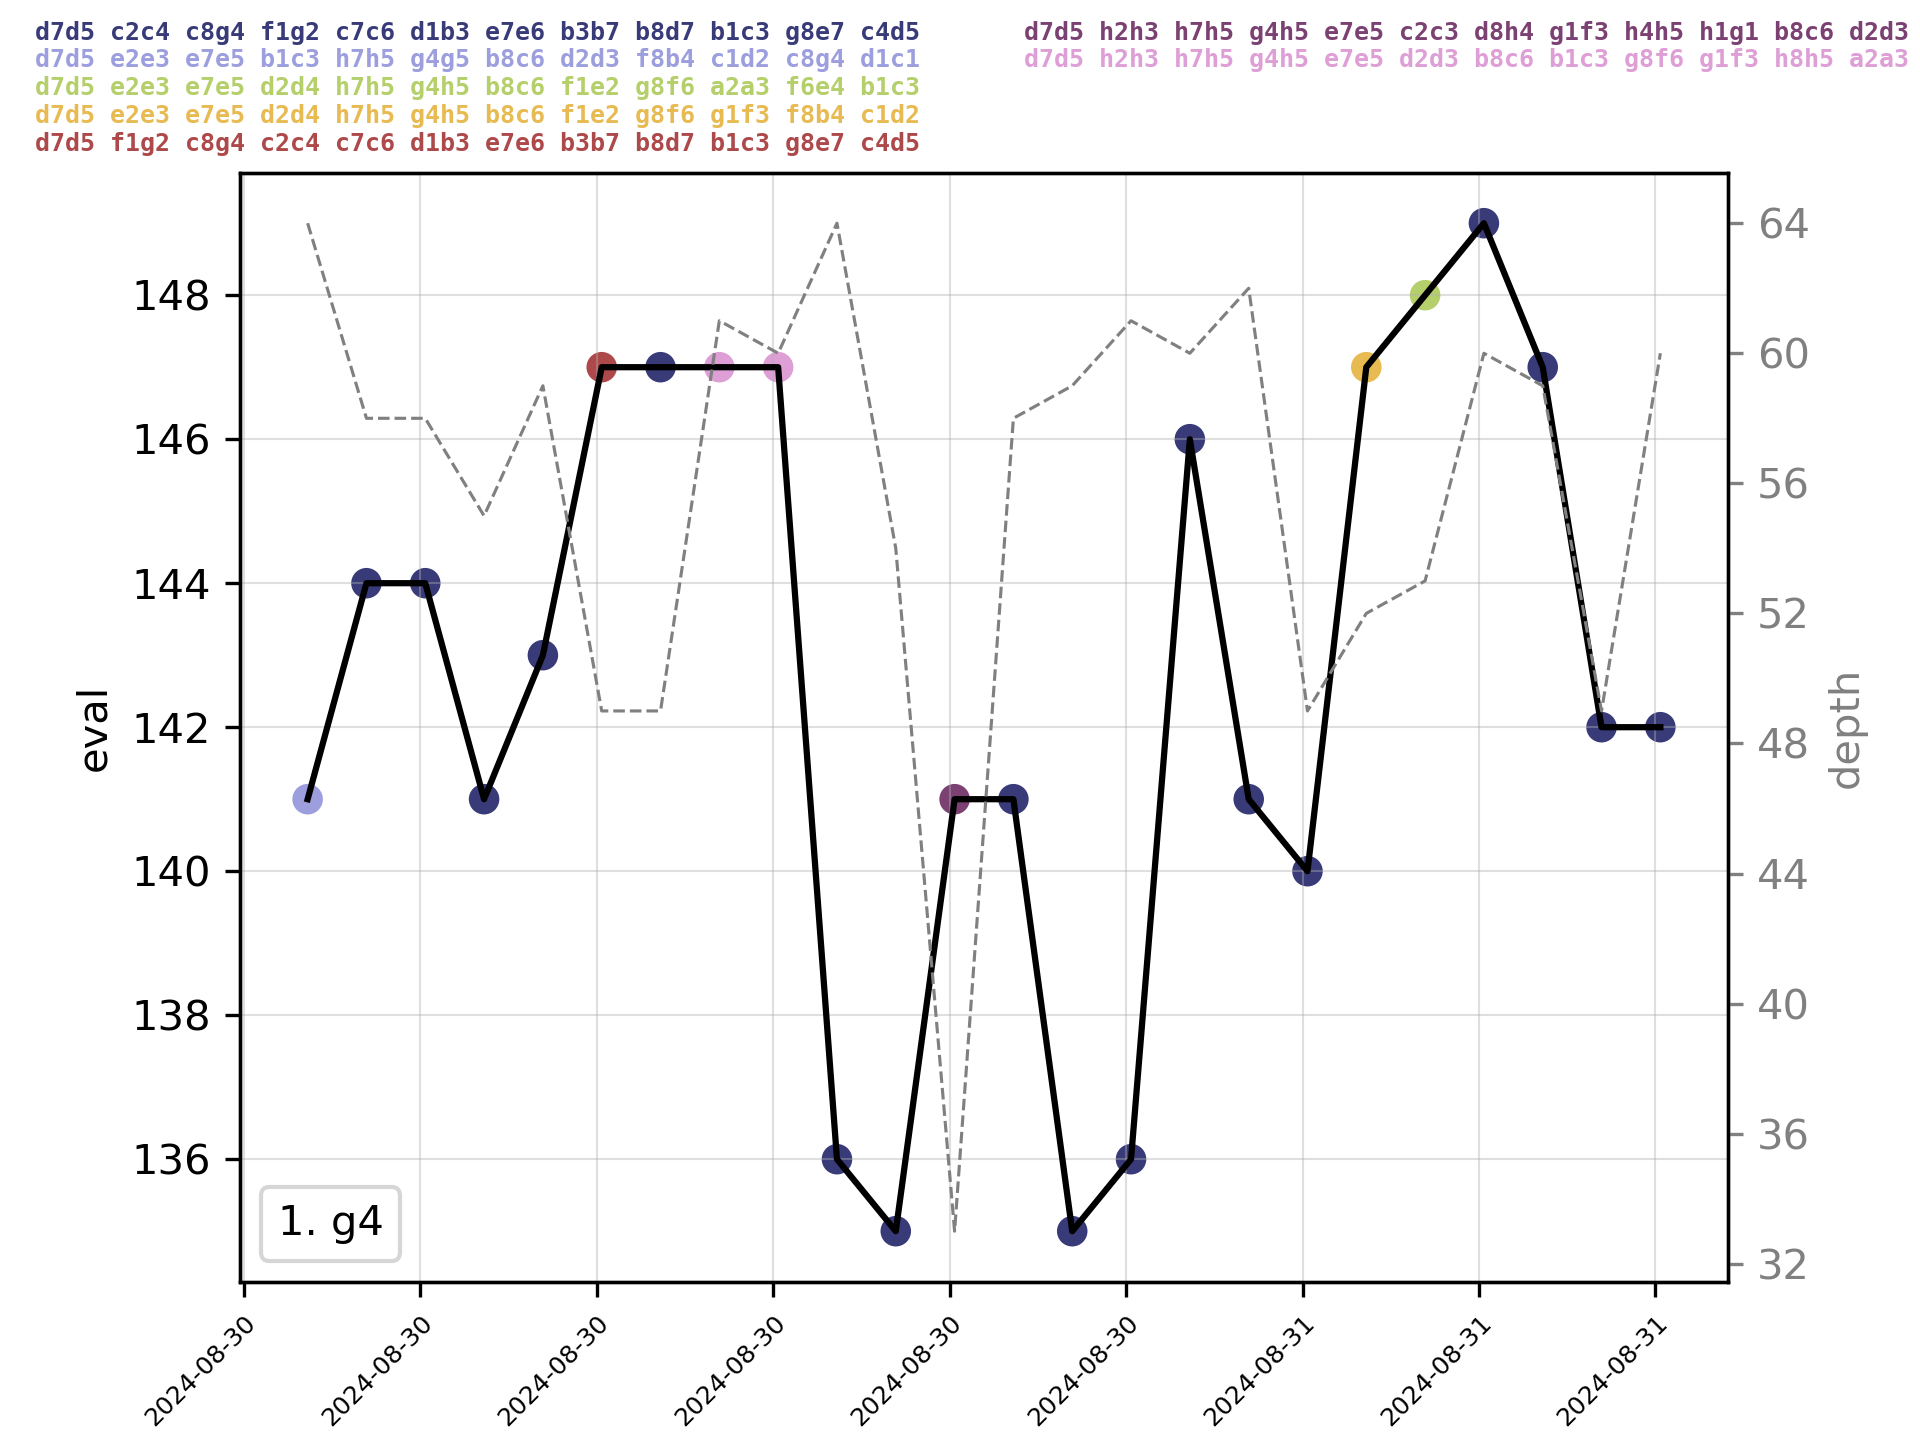 d7d5 c2c4 c8g4 f1g2 c7c6 d1b3 e7e6 b3b7 b8d7 b1c3 g8e7 c4d5
d7d5 e2e3 e7e5 b1c3 h7h5 g4g5 b8c6 d2d3 f8b4 c1d2 c8g4 d1c1
d7d5 e2e3 e7e5 d2d4 h7h5 g4h5 b8c6 f1e2 g8f6 a2a3 f6e4 b1c3
d7d5 e2e3 e7e5 d2d4 h7h5 g4h5 b8c6 f1e2 g8f6 g1f3 f8b4 c1d2
d7d5 f1g2 c8g4 c2c4 c7c6 d1b3 e7e6 b3b7 b8d7 b1c3 g8e7 c4d5
d7d5 h2h3 h7h5 g4h5 e7e5 c2c3 d8h4 g1f3 h4h5 h1g1 b8c6 d2d3
d7d5 h2h3 h7h5 g4h5 e7e5 d2d3 b8c6 b1c3 g8f6 g1f3 h8h5 a2a3
148
146
144
142
140
138
136
eval
64
60
56
52
48
44
40
36
32
depth
1. g4
2024-08-30
2024-08-30
2024-08-30
2024-08-30
2024-08-30
2024-08-30
2024-08-31
2024-08-31
2024-08-31